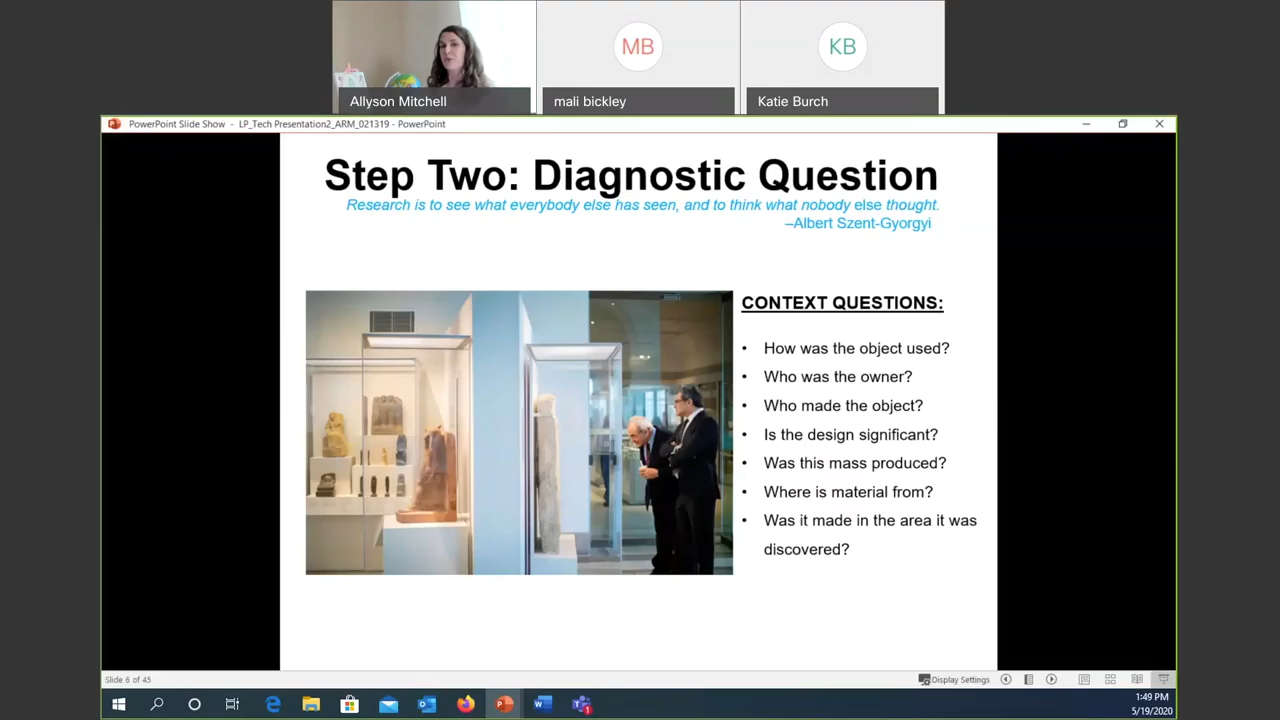 MB
KB
Allyson Mitchell
mali bickley
Katie Burch
PowerPoint Slide Show - LP_Tech Presentation2_ARM_021319 - PowerPoint
Step Two: Diagnostic Question
Research is to see what everybody else has seen, and to think what nobody else thought.
–Albert Szent-Gyorgyi
CONTEXT QUESTIONS:
• How was the object used?
• Who was the owner?
• Who made the object?
• Is the design significant?
• Was this mass produced?
• Where is material from?
• Was it made in the area it was
discovered?
Slide 6 of 43
Display Settings
1:49 PM
5/19/2020